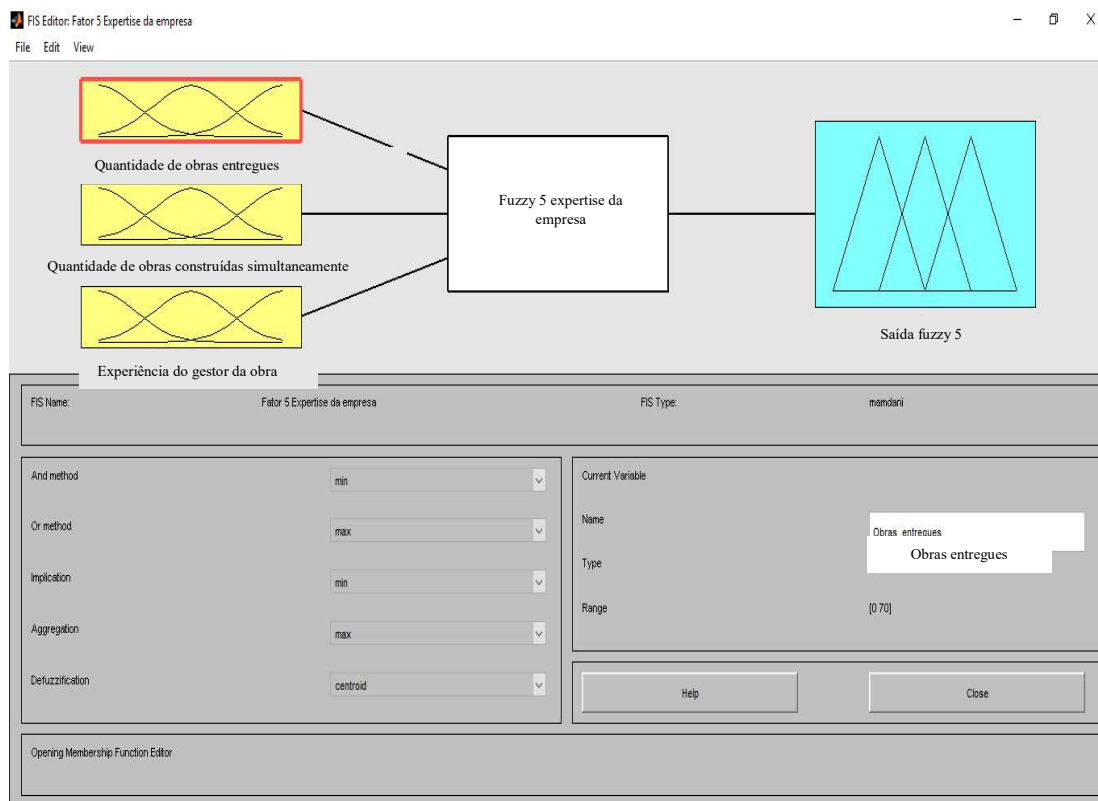 FIS Editor: Fator 5 Expertise da empresa
File Edit View
Quantidade de obras entregues
Quantidade de obras construídas simultaneamente
Experiência do gestor da obra
Fuzzy 5 expertise da
empresa
Saída fuzzy 5
FIS Name: Fator 5 Expertise da empresa FIS Type: mamdani
And method min
Or method max
Implication min
Aggregation max
Defuzzification centroid
Current Variable
Name Obras entregues
Type Obras entregues
Range [0 70]
Help Close
Opening Membership Function Editor